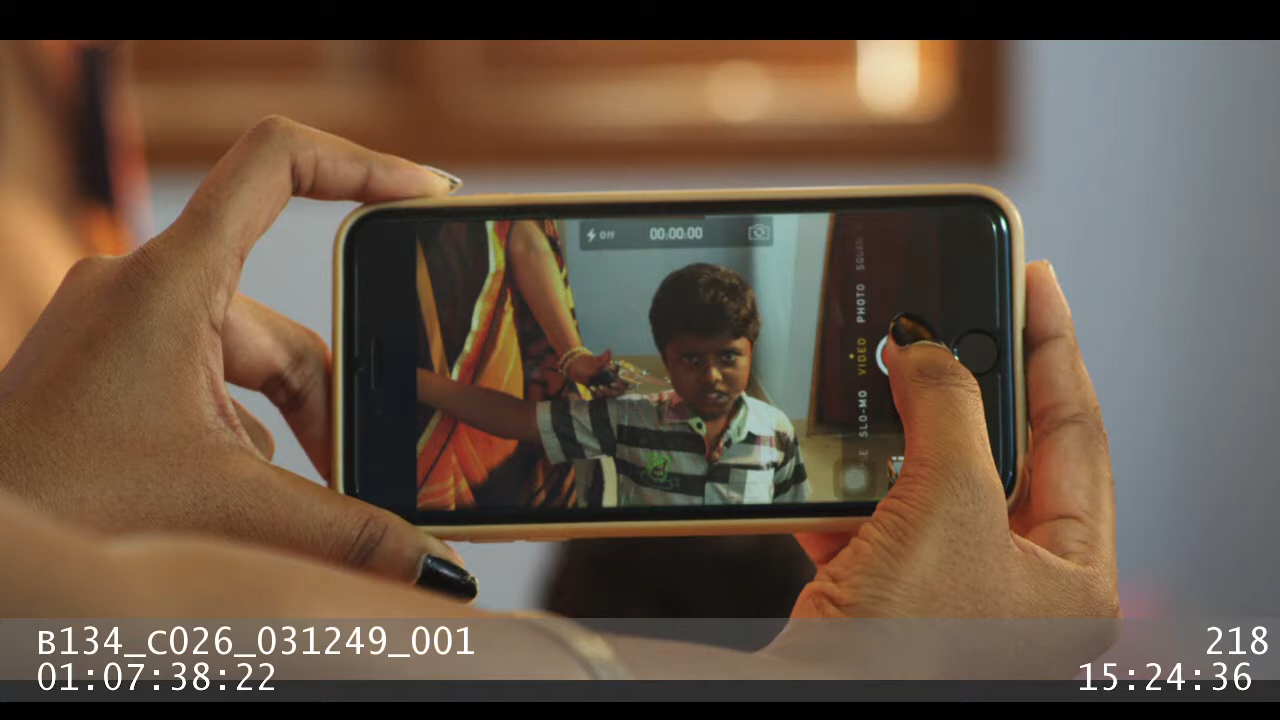 OFF 00:00:00
SQUARE
PHOTO
VIDEO
SLO-MO
B134_C026_031249_001
218
01:07:38:22
15:24:36